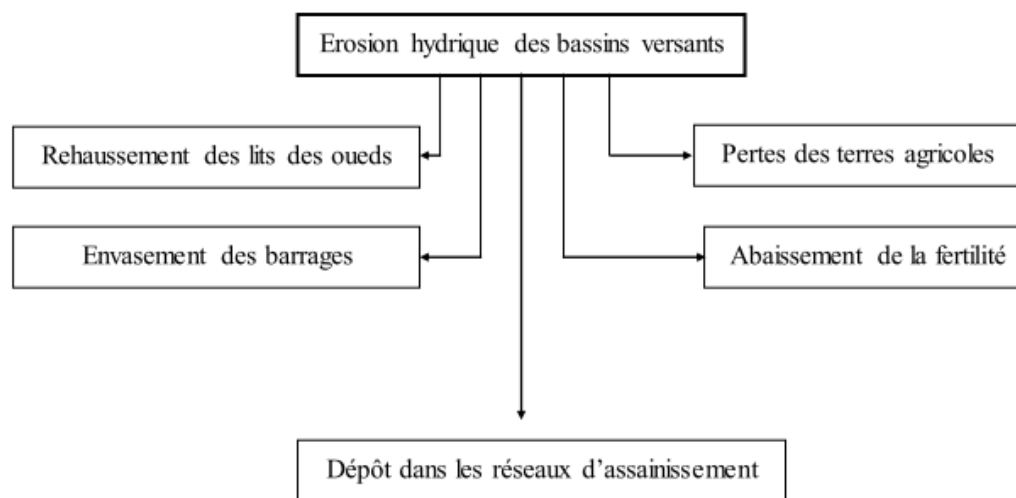 Erosion hydrique des bassins versants
Rehaussement des lits des oueds
Pertes des terres agricoles
Envasement des barrages
Abaissement de la fertilité
Dépôt dans les réseaux d’assainissement